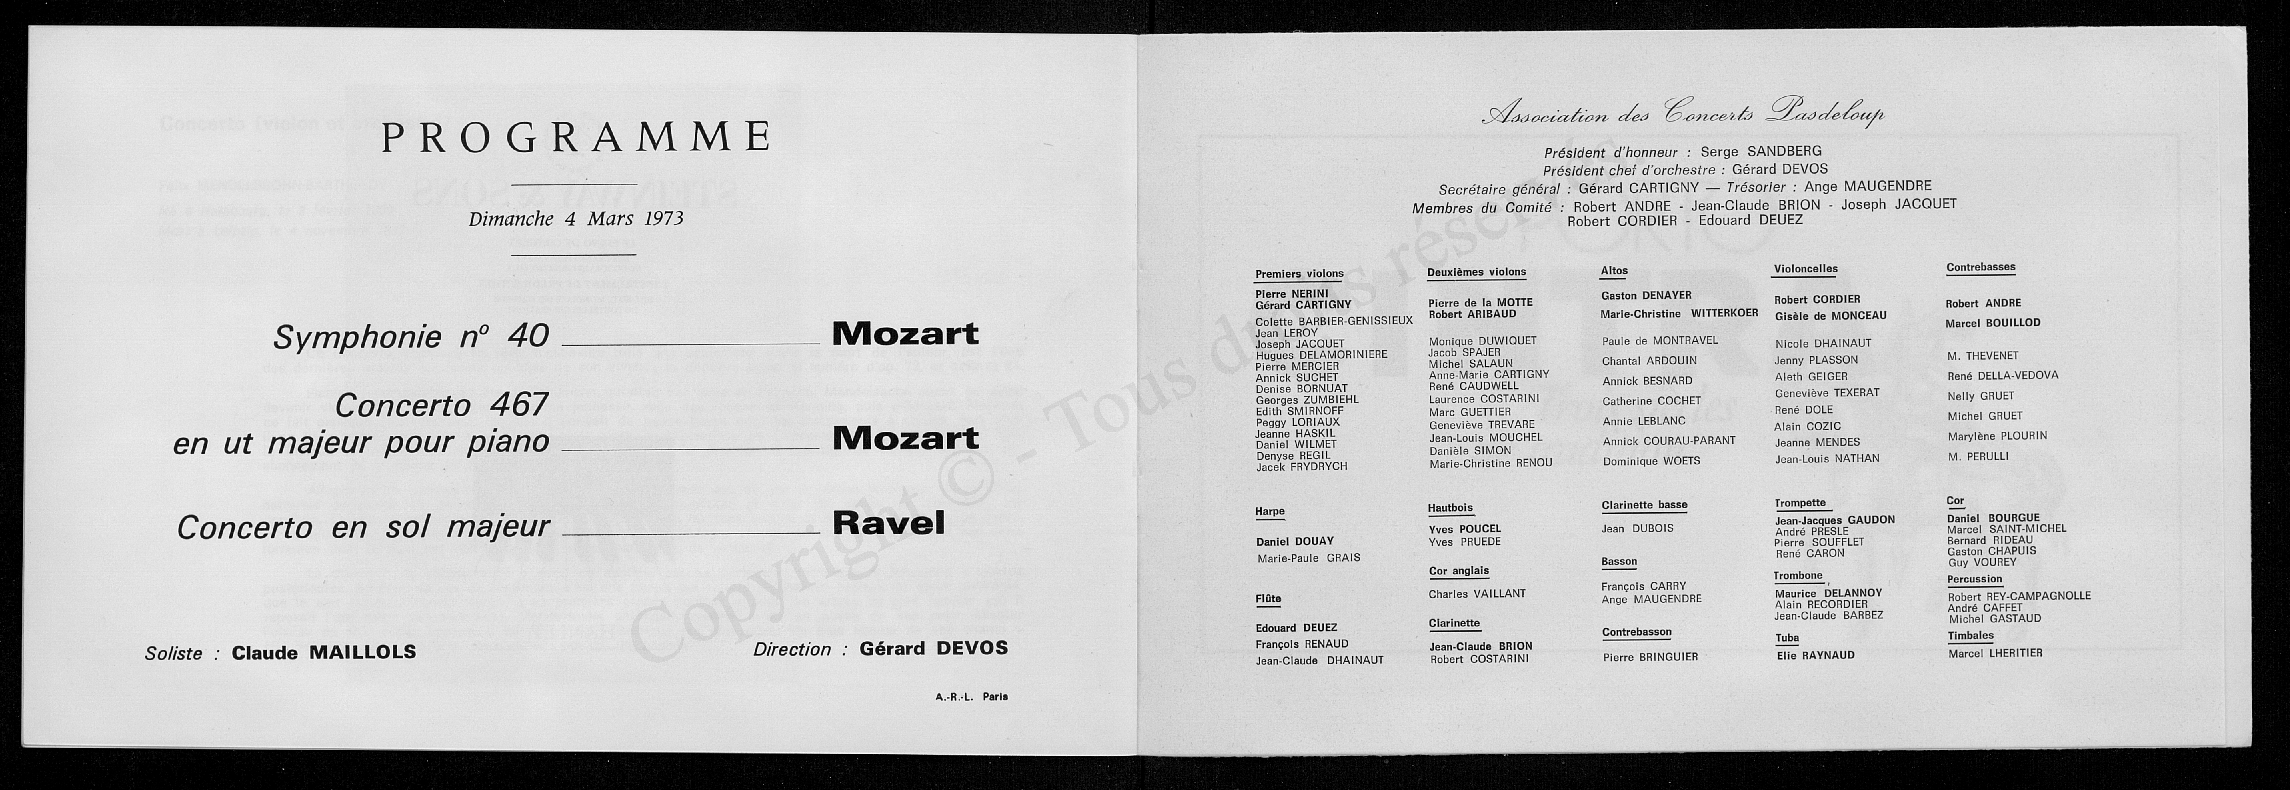 PROGRAMME
Dimanche 4 Mars 1973
Symphonie nº 40 Mozart
Concerto 467
en ut majeur pour piano Mozart
Concerto en sol majeur Ravel
Soliste : Claude MAILLOLS
Direction : Gérard DEVOS
A.-R.-L. Paris
Association des Concerts Pasdeloup
Président d'honneur : Serge SANDBERG
Président chef d'orchestre : Gérard DEVOS
Secrétaire général : Gérard CARTIGNY — Trésorier : Ange MAUGENDRE
Membres du Comité : Robert ANDRE - Jean-Claude BRION - Joseph JACQUET
Robert CORDIER - Edouard DEUEZ
Premiers violons
Pierre NERINI
Gérard CARTIGNY
Colette BARBIER-GENISSIEUX
Jean LEROY
Joseph JACQUET
Hugues DELAMORINIERE
Pierre MERCIER
Annick SUCHET
Denise BORNUAT
Georges ZUMBIEHL
Edith SMIRNOFF
Peggy LORIAUX
Jeanne HASKIL
Daniel WILMET
Denyse REGIL
Jacek FRYDRYCH
Deuxièmes violons
Pierre de la MOTTE
Robert ARIBAUD
Monique DUWIQUET
Jacob SPAJER
Michel SALAUN
Anne-Marie CARTIGNY
René CAUDWELL
Laurence COSTARINI
Marc GUETTIER
Geneviève TREVARE
Jean-Louis MOUCHEL
Danièle SIMON
Marie-Christine RENOU
Altos
Gaston DENAYER
Marie-Christine WITTERKOER
Paule de MONTRAVEL
Chantal ARDOUIN
Annick BESNARD
Catherine COCHET
Annie LEBLANC
Annick COURAU-PARANT
Dominique WOETS
Violoncelles
Robert CORDIER
Gisèle de MONCEAU
Nicole DHAINAUT
Jenny PLASSON
Aleth GEIGER
Geneviève TEXERAT
René DOLE
Alain COZIC
Jeanne MENDES
Jean-Louis NATHAN
Contrebasses
Robert ANDRE
Marcel BOUILLOD
M. THEVENET
René DELLA-VEDOVA
Nelly GRUET
Michel GRUET
Marylène PLOURIN
M. PERULLI
Harpe
Daniel DOUAY
Marie-Paule GRAIS
Flûte
Edouard DEUEZ
François RENAUD
Jean-Claude DHAINAUT
Hautbois
Yves POUCEL
Yves PRUEDE
Cor anglais
Charles VAILLANT
Clarinette
Jean-Claude BRION
Robert COSTARINI
Clarinette basse
Jean DUBOIS
Basson
François CARRY
Ange MAUGENDRE
Contrebasson
Pierre BRINGUIER
Trompette
Jean-Jacques GAUDON
André PRESLE
Pierre SOUFFLET
René CARON
Trombone
Maurice DELANNOY
Alain RECORDIER
Jean-Claude BARBEZ
Tuba
Elie RAYNAUD
Cor
Daniel BOURGUE
Marcel SAINT-MICHEL
Bernard RIDEAU
Gaston CHAPUIS
Guy VOUREY
Percussion
Robert REY-CAMPAGNOLLE
André CAFFET
Michel GASTAUD
Timbales
Marcel LHERITIER
Copyright © - Tous droits réservés